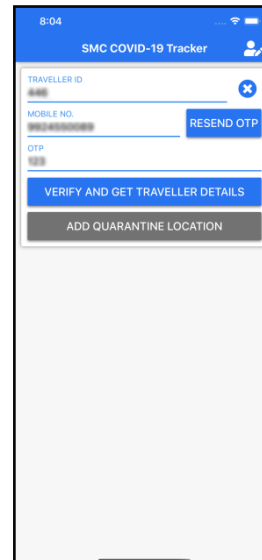 8:04
SMC COVID-19 Tracker
TRAVELLER ID
MOBILE NO.
RESEND OTP
OTP
VERIFY AND GET TRAVELLER DETAILS
ADD QUARANTINE LOCATION